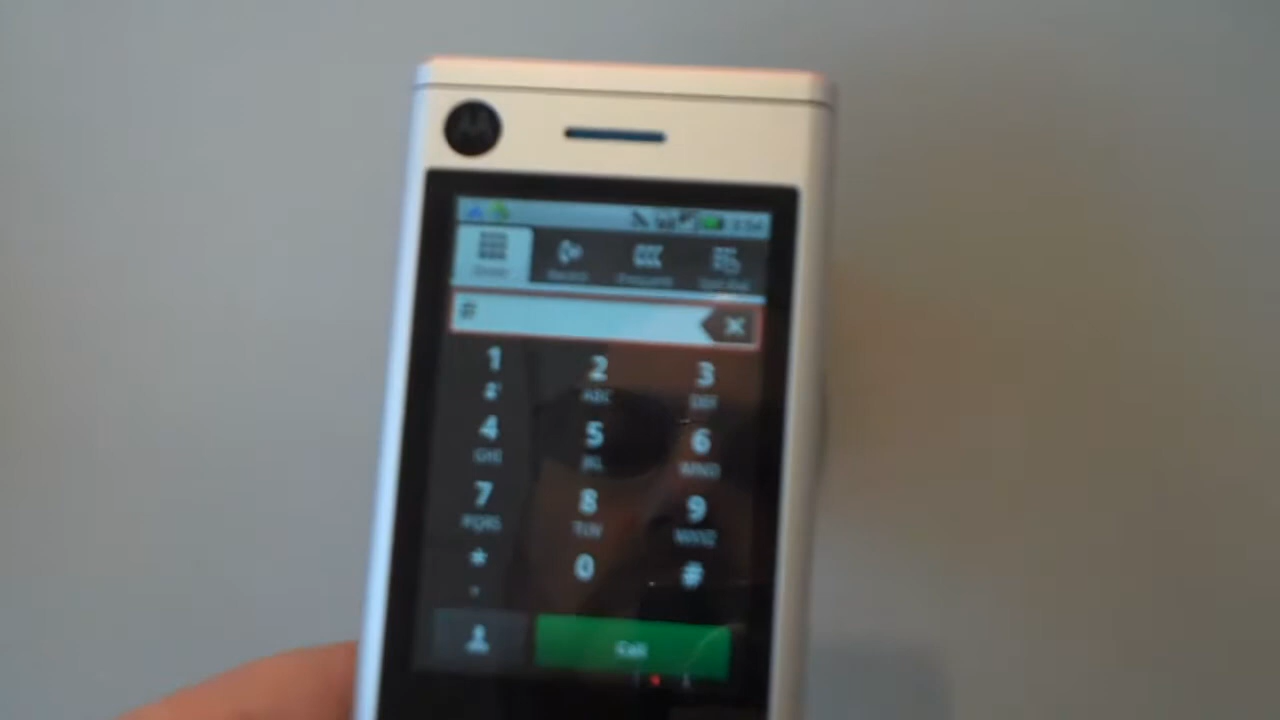 #
1 2 3
ABC DEF
4 5 6
GHI JKL MNO
7 8 9
PQRS TUV WXYZ
* 0 #
Call